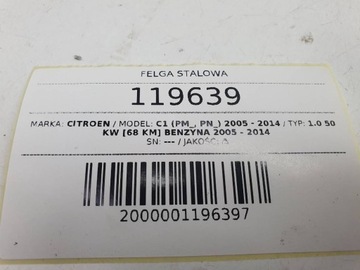 FELGA STALOWA
119639
MARKA: CITROEN / MODEL: C1 (PM_, PN_) 2005 - 2014 / TYP: 1.0 50
KW [68 KM] BENZYNA 2005 - 2014
SN: --- / JAKOŚĆ:
2000001196397